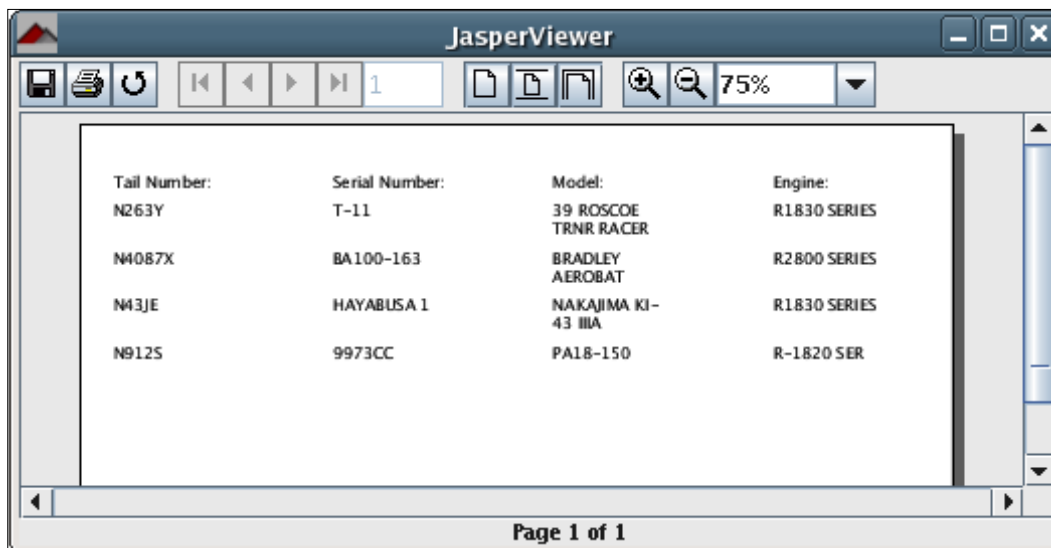 JasperViewer
1 75%
Tail Number: Serial Number: Model: Engine:
N263Y T-11 39 ROSCOE R1830 SERIES
TRNR RACER
N4087X BA100-163 BRADLEY R2800 SERIES
AEROBAT
N43JE HAYABUSA 1 NAKAJIMA KI- R1830 SERIES
43 IIIA
N912S 9973CC PA18-150 R-1820 SER
Page 1 of 1